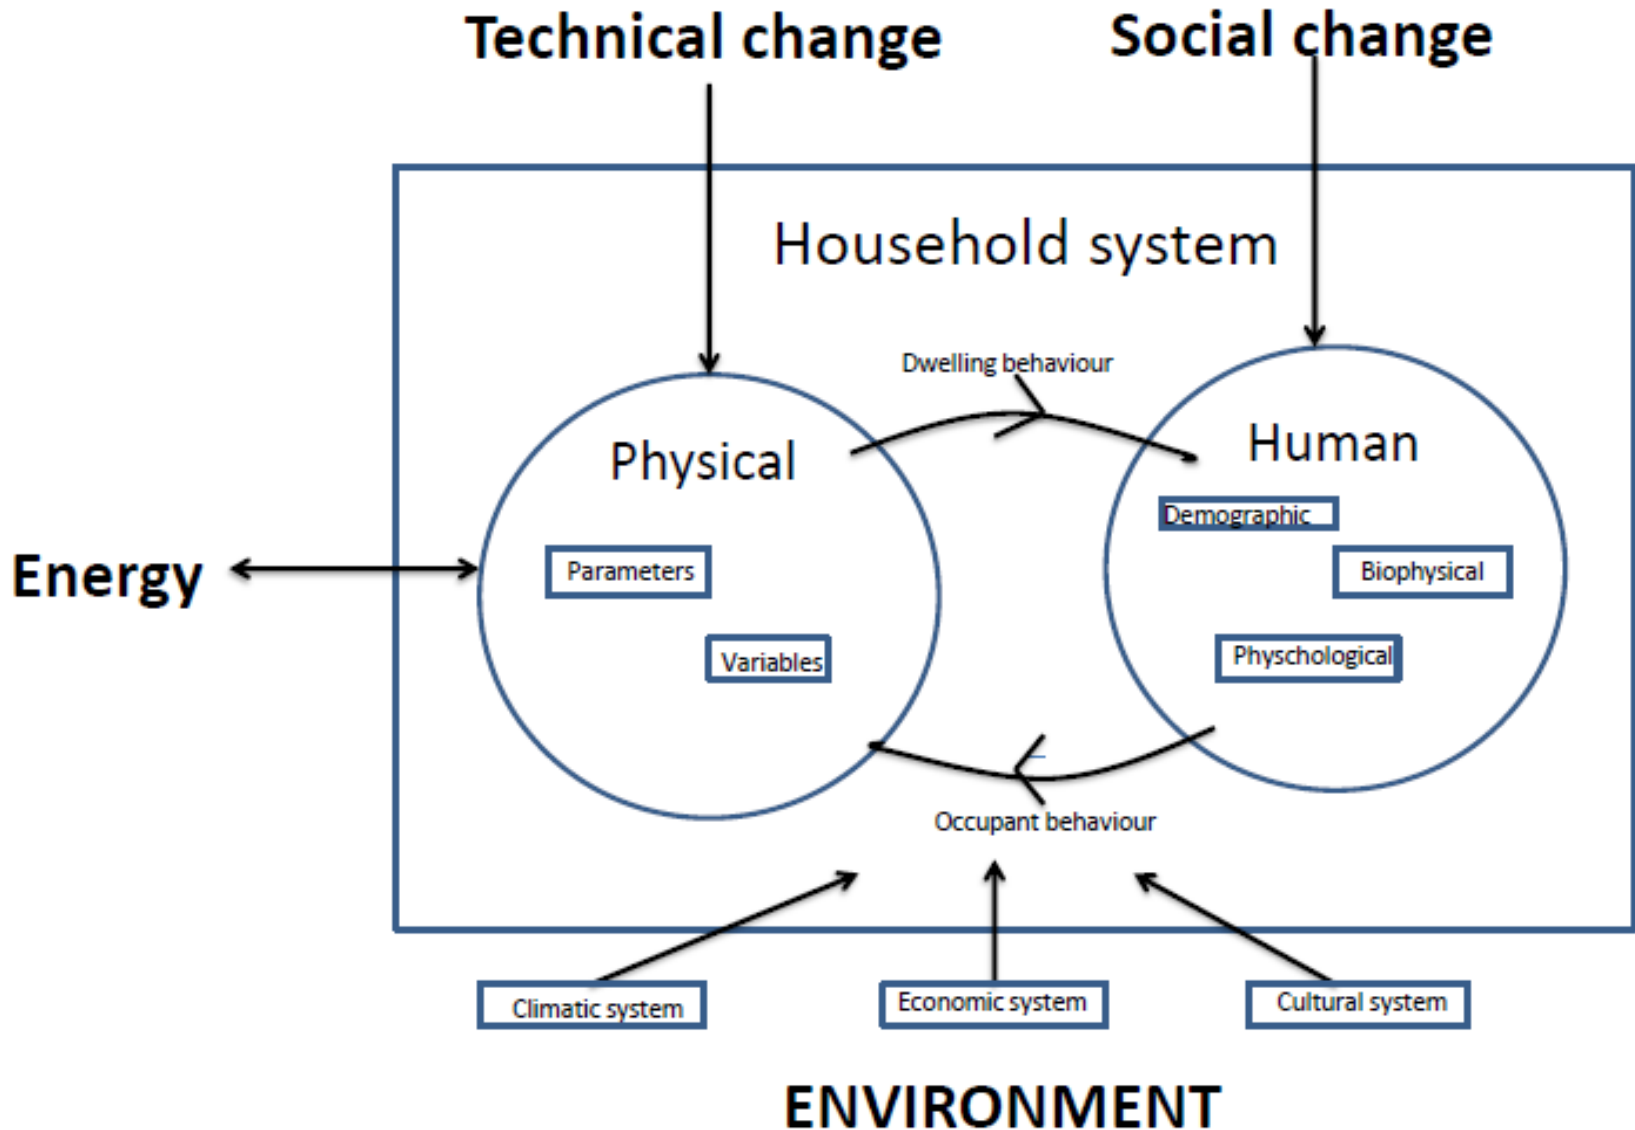 Technical change
Social change
Household system
Dwelling behaviour
Physical
Human
Demographic
Energy
Parameters
Biophysical
Variables
Physchological
Occupant behaviour
Climatic system
Economic system
Cultural system
ENVIRONMENT